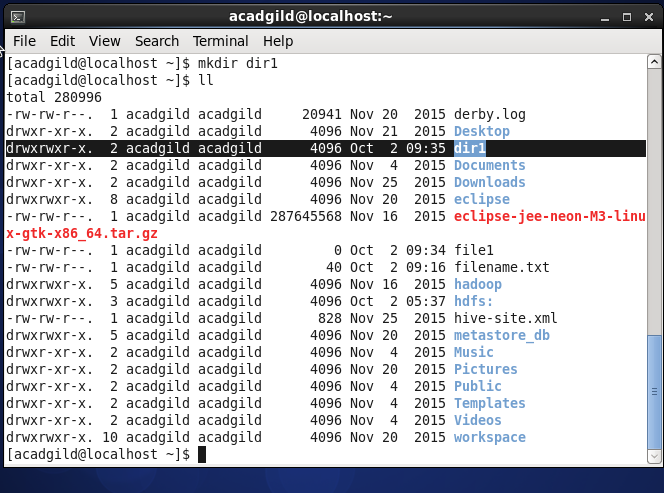 acadgild@localhost:~
File Edit View Search Terminal Help
[acadgild@localhost ~]$ mkdir dir1
[acadgild@localhost ~]$ ll
total 280996
-rw-rw-r--.  1 acadgild acadgild     20941 Nov 20  2015 derby.log
drwxr-xr-x.  2 acadgild acadgild      4096 Nov 21  2015 Desktop
drwxrwxr-x.  2 acadgild acadgild      4096 Oct  2 09:35 dir1
drwxr-xr-x.  2 acadgild acadgild      4096 Nov  4  2015 Documents
drwxr-xr-x.  2 acadgild acadgild      4096 Nov 25  2015 Downloads
drwxrwxr-x.  8 acadgild acadgild      4096 Nov 20  2015 eclipse
-rw-rw-r--.  1 acadgild acadgild 287645568 Nov 16  2015 eclipse-jee-neon-M3-linu
x-gtk-x86_64.tar.gz
-rw-rw-r--.  1 acadgild acadgild         0 Oct  2 09:34 file1
-rw-rw-r--.  1 acadgild acadgild        40 Oct  2 09:16 filename.txt
drwxrwxr-x.  5 acadgild acadgild      4096 Nov 16  2015 hadoop
drwxrwxr-x.  3 acadgild acadgild      4096 Oct  2 05:37 hdfs:
-rw-rw-r--.  1 acadgild acadgild       828 Nov 25  2015 hive-site.xml
drwxrwxr-x.  5 acadgild acadgild      4096 Nov 20  2015 metastore_db
drwxr-xr-x.  2 acadgild acadgild      4096 Nov  4  2015 Music
drwxr-xr-x.  2 acadgild acadgild      4096 Nov 20  2015 Pictures
drwxr-xr-x.  2 acadgild acadgild      4096 Nov  4  2015 Public
drwxr-xr-x.  2 acadgild acadgild      4096 Nov  4  2015 Templates
drwxr-xr-x.  2 acadgild acadgild      4096 Nov  4  2015 Videos
drwxrwxr-x. 10 acadgild acadgild      4096 Nov 20  2015 workspace
[acadgild@localhost ~]$